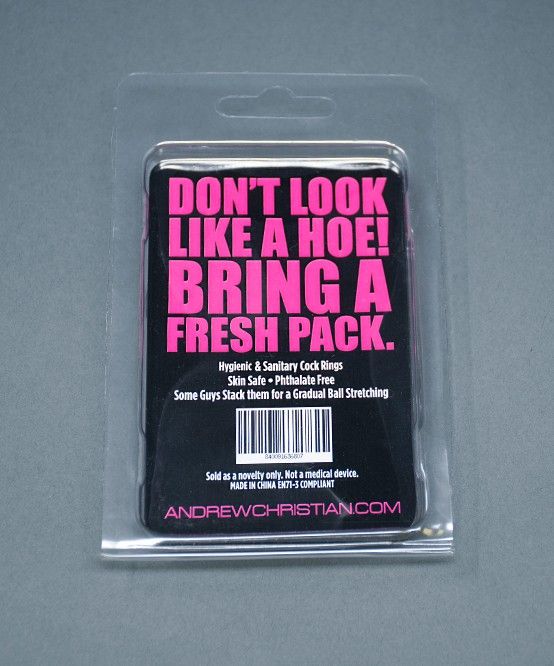 DON'T LOOK
LIKE A HOE!
BRING A
FRESH PACK.
Hygienic & Sanitary Cock Rings
Skin Safe • Phthalate Free
Some Guys Stack them for a Gradual Ball Stretching
840091636807
Sold as a novelty only. Not a medical device.
MADE IN CHINA EN71-3 COMPLIANT
ANDREWCHRISTIAN.COM